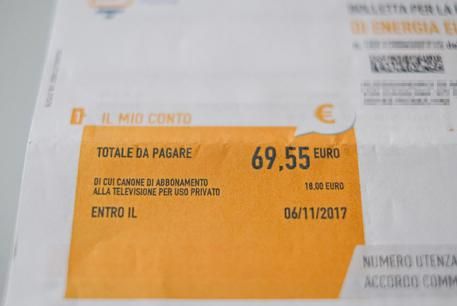 BOLLETTA PER LA
DI ENERGIA
IL MIO CONTO
€
TOTALE DA PAGARE 69,55 EURO
DI CUI CANONE DI ABBONAMENTO
ALLA TELEVISIONE PER USO PRIVATO 18.00 EURO
ENTRO IL 06/11/2017
NUMERO UTENZA
ACCORDO COMM